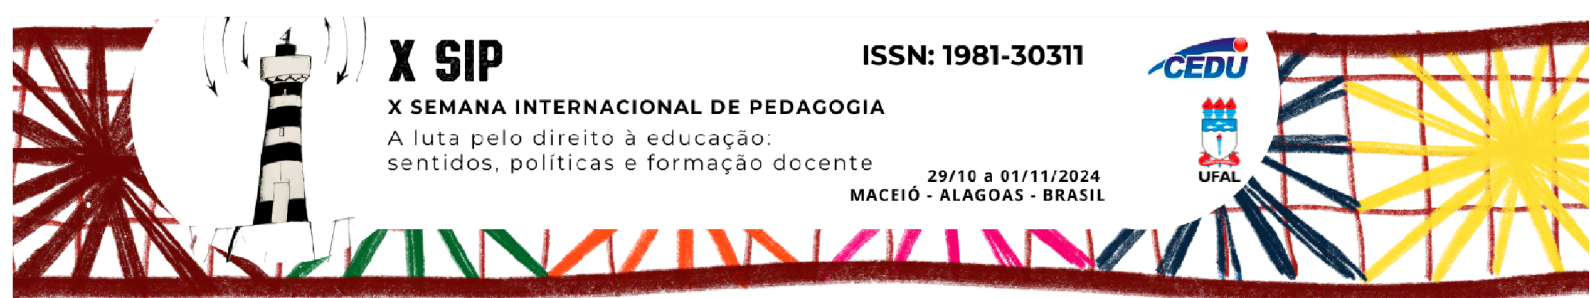 X SIP
X SEMANA INTERNACIONAL DE PEDAGOGIA
A luta pelo direito à educação:
sentidos, políticas e formação docente
ISSN: 1981-30311
29/10 a 01/11/2024
MACEIÓ - ALAGOAS - BRASIL
CEDU
UFAL